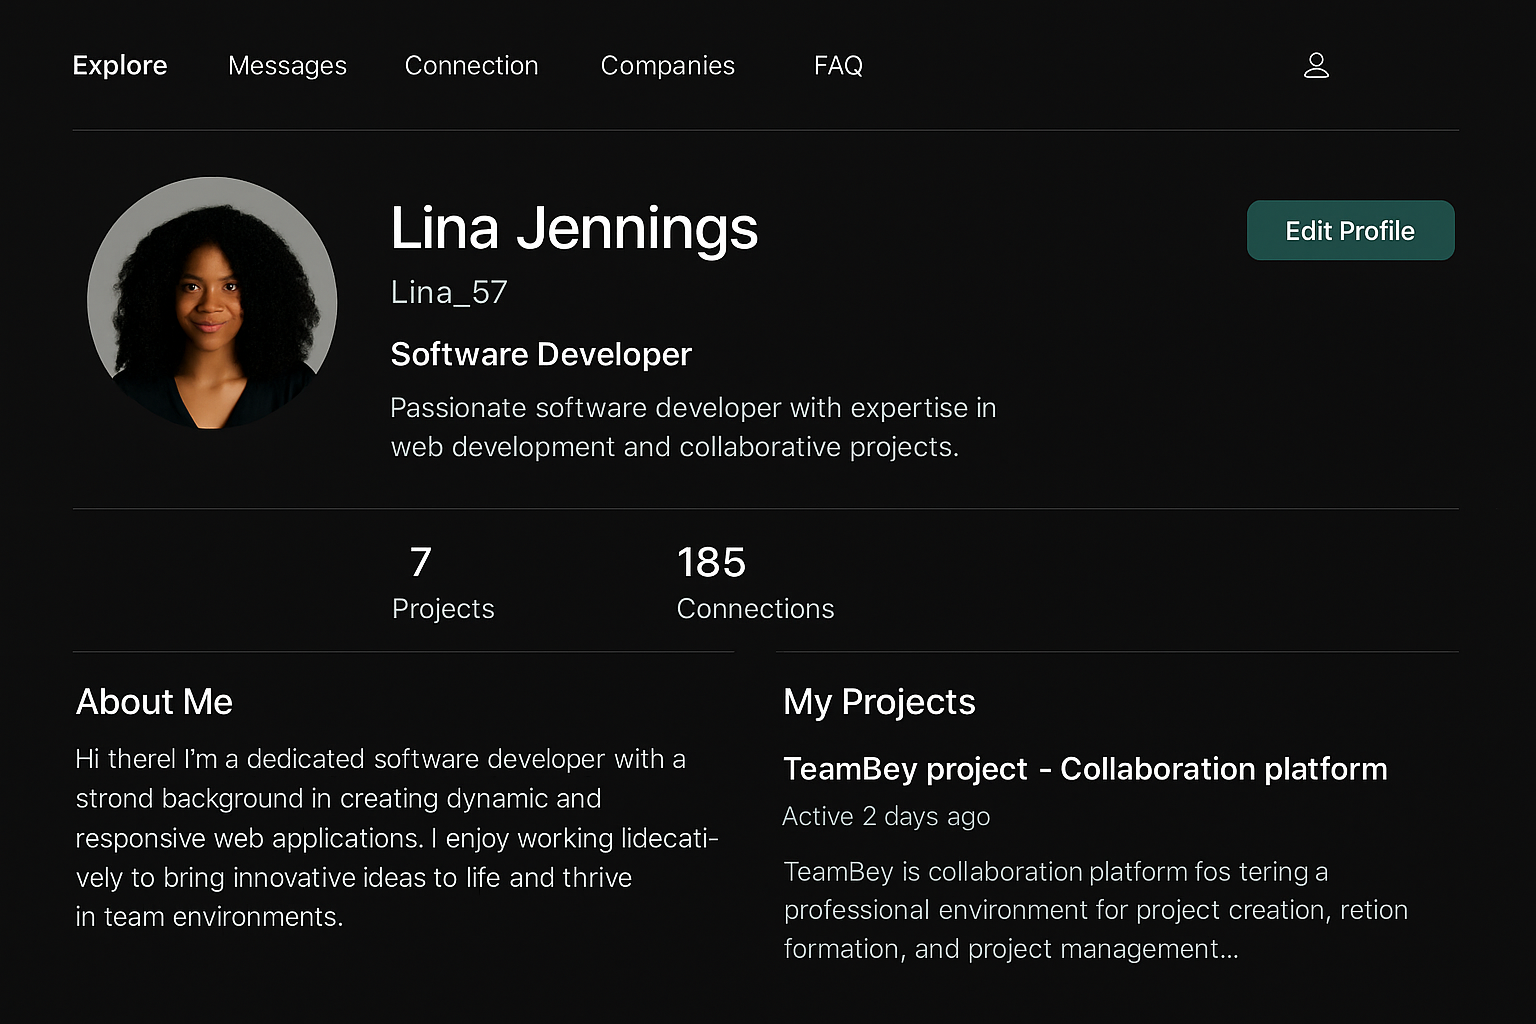 Explore Messages Connection Companies FAQ
Lina Jennings
Edit Profile
Lina_57
Software Developer
Passionate software developer with expertise in
web development and collaborative projects.
7
Projects
185
Connections
About Me
Hi therel I'm a dedicated software developer with a
strond background in creating dynamic and
responsive web applications. I enjoy working lidecati-
vely to bring innovative ideas to life and thrive
in team environments.
My Projects
TeamBey project - Collaboration platform
Active 2 days ago
TeamBey is collaboration platform fos tering a
professional environment for project creation, retion
formation, and project management...